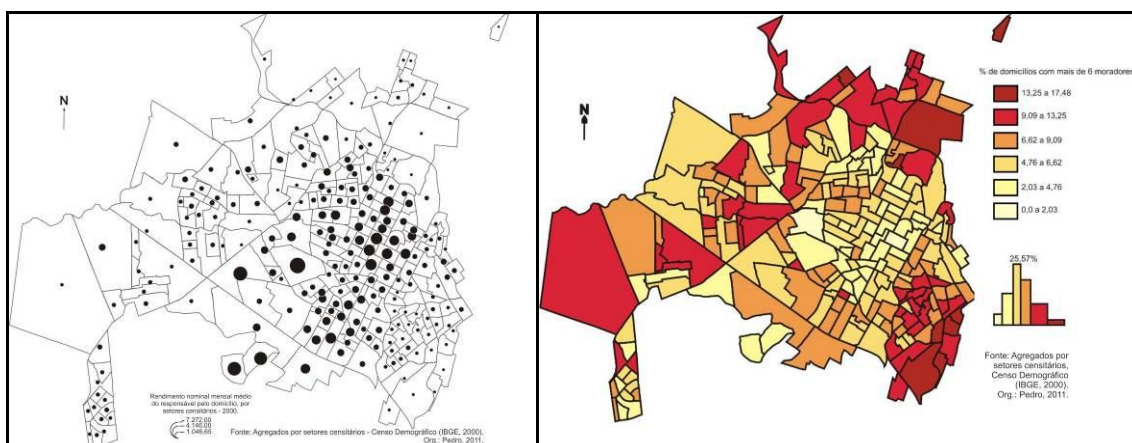 N
Rendimento nominal mensal médio
do responsável pelo domicílio, por
setores censitários - 2000.
7.272,00
4.145,00
1.048,65
Fonte: Agregados por setores censitários - Censo Demográfico (IBGE, 2000).
Org.: Pedro, 2011.
N
% de domicílios com mais de 6 moradores
13,25 a 17,48
9,09 a 13,25
6,62 a 9,09
4,76 a 6,62
2,03 a 4,76
0,0 a 2,03
25,57%
Fonte: Agregados por
setores censitários,
Censo Demográfico
(IBGE, 2000).
Org.: Pedro, 2011.